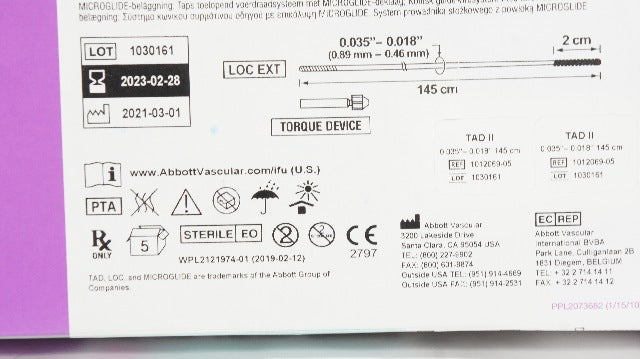 MICROGLIDE-belägging: Taps toelopend voerdraadsysteem met MICROGLIDE-deklaag.
belægning: Σύστημα κωνικού συρμάτινου οδηγού με επικάλυψη MICROGLIDE. System prowadnika stożkowego z powłoką MICROGLIDE
LOT 1030161
2023-02-28
2021-03-01
LOC EXT
0.035"– 0.018"
(0.89 mm – 0.46 mm)
2 cm
145 cm
TORQUE DEVICE
TAD II
0.035"– 0.018" 145 cm
REF 1012069-05
LOT 1030161
TAD II
0.035"– 0.018" 145 cm
REF 1012069-05
LOT 1030161
www.AbbottVascular.com/ifu (U.S.)
PTA
Rx
ONLY
5
STERILE EO
2
CE
2797
WPL2121974-01 (2019-02-12)
TAD, LOC, and MICROGLIDE are trademarks of the Abbott Group of
Companies.
Abbott Vascular
3200 Lakeside Drive
Santa Clara, CA 95054 USA
TEL: (800) 227-9902
FAX: (800) 631-8874
Outside USA TEL: (951) 914-4669
Outside USA FAX: (951) 914-2531
EC REP
Abbott Vascular
International BVBA
Park Lane, Culliganlaan 2B
1831 Diegem, BELGIUM
TEL: + 32 2 714 14 11
FAX: + 32 2 714 14 12
PPL2073682 (1/15/10